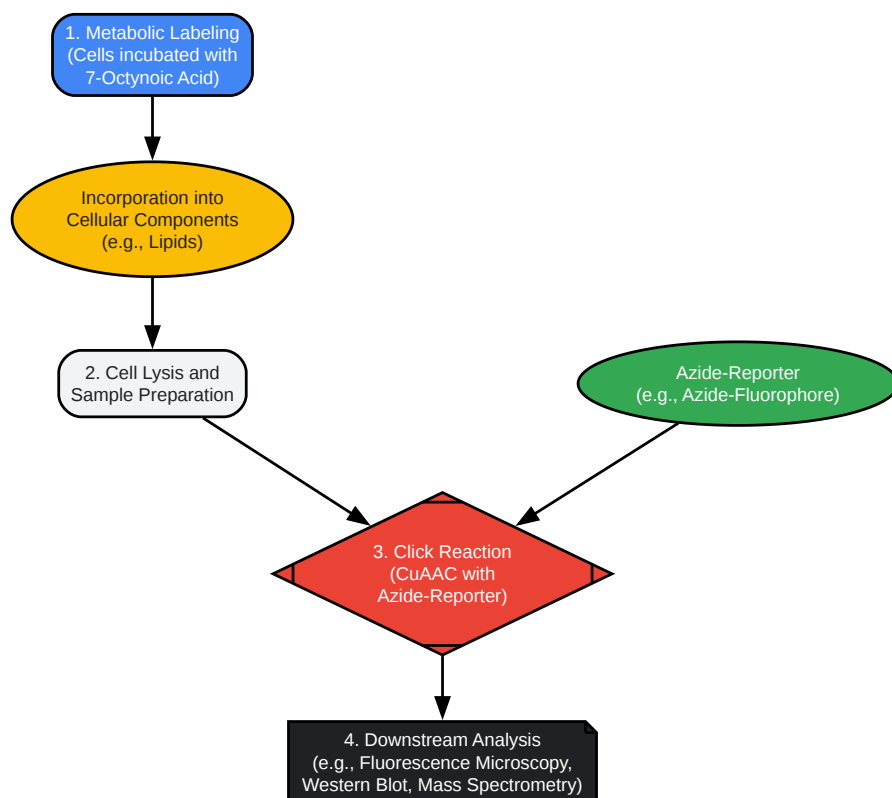 1. Metabolic Labeling
(Cells incubated with
7-Octynoic Acid)
Incorporation into
Cellular Components
(e.g., Lipids)
2. Cell Lysis and
Sample Preparation
Azide-Reporter
(e.g., Azide-Fluorophore)
3. Click Reaction
(CuAAC with
Azide-Reporter)
4. Downstream Analysis
(e.g., Fluorescence Microscopy,
Western Blot, Mass Spectrometry)